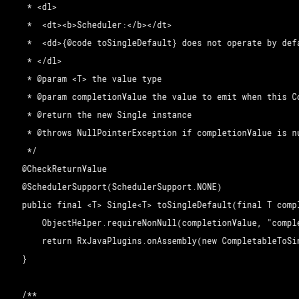 * <dl>
*  <dt><b>Scheduler:</b></dt>
*  <dd>{@code toSingleDefault} does not operate by defa
* </dl>
* @param <T> the value type
* @param completionValue the value to emit when this Co
* @return the new Single instance
* @throws NullPointerException if completionValue is nu
*/
@CheckReturnValue
@SchedulerSupport(SchedulerSupport.NONE)
public final <T> Single<T> toSingleDefault(final T compl
ObjectHelper.requireNonNull(completionValue, "comple
return RxJavaPlugins.onAssembly(new CompletableToSin
}
/**